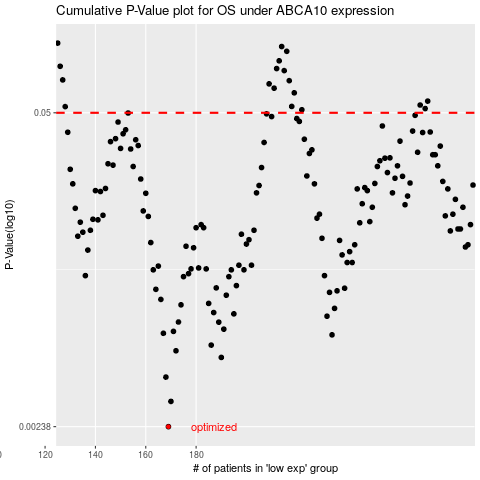 Cumulative P-Value plot for OS under ABCA10 expression
0.05
P-Value(log10)
0.00238
optimized
0 120 140 160 180
# of patients in 'low exp' group